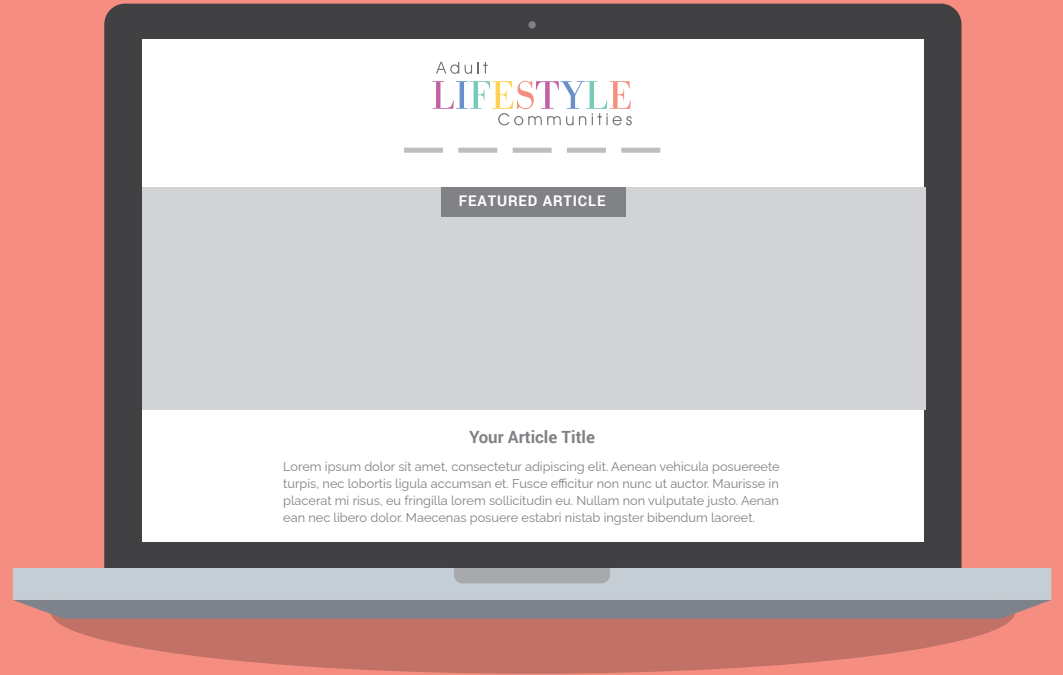 Adult
LIFESTYLE
Communities
FEATURED ARTICLE
Your Article Title
Lorem ipsum dolor sit amet, consectetur adipiscing elit. Aenean vehicula posuereete
turpis, nec lobortis ligula accumsan et. Fusce efficitur non nunc ut auctor. Maurisse in
placerat mi risus, eu fringilla lorem sollicitudin eu. Nullam non vulputate justo. Aenan
ean nec libero dolor. Maecenas posuere estabri nistab ingster bibendum laoreet.